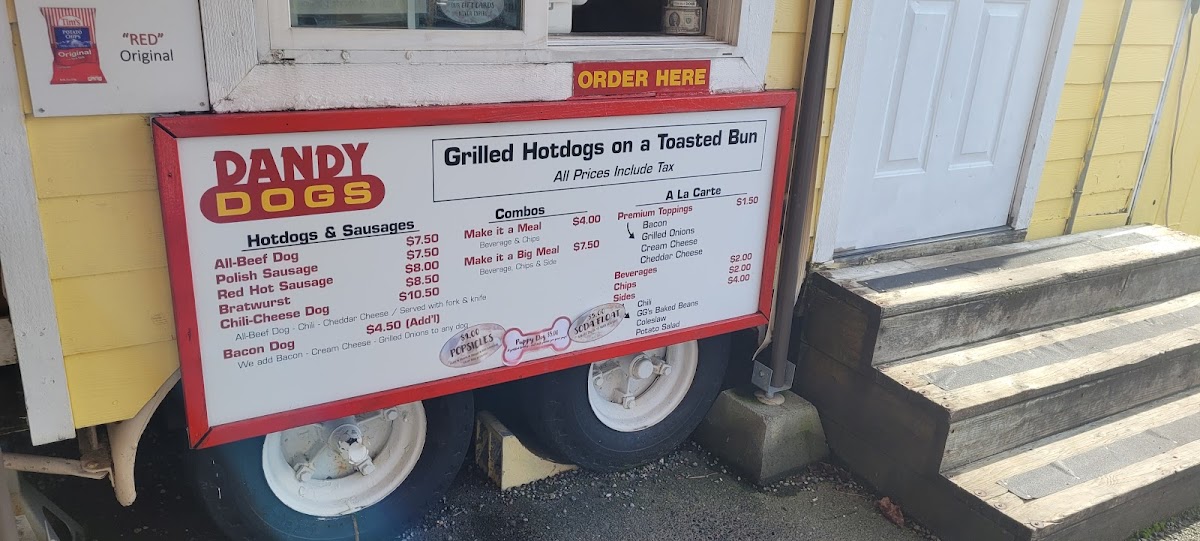 Tim's
POTATO CHIPS
Original
"RED"
Original
ORDER HERE
DANDY
DOGS
Grilled Hotdogs on a Toasted Bun
All Prices Include Tax
Hotdogs & Sausages
All-Beef Dog $7.50
Polish Sausage $7.50
Red Hot Sausage $8.00
Bratwurst $8.50
Chili-Cheese Dog $10.50
All-Beef Dog - Chili - Cheddar Cheese / Served with fork & knife
Bacon Dog $4.50 (Add'l)
We add Bacon - Cream Cheese - Grilled Onions to any dog
Combos
Make it a Meal $4.00
Beverage & Chips
Make it a Big Meal $7.50
Beverage, Chips & Side
A La Carte
Premium Toppings $1.50
Bacon
Grilled Onions
Cream Cheese
Cheddar Cheese
Beverages $2.00
Chips $2.00
Sides $4.00
Chili
GG's Baked Beans
Coleslaw
Potato Salad
POPSICLES
Puppy Dog
SODA FLOAT